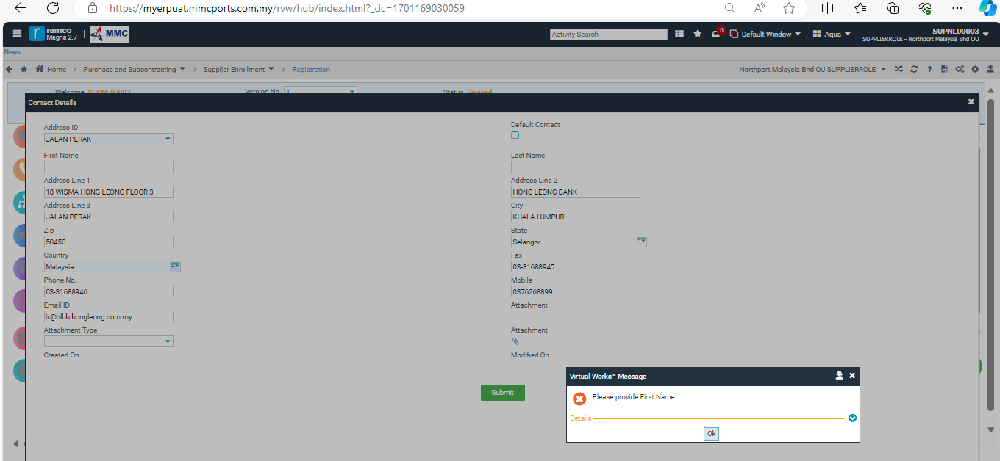 https://myerpuat.mmcports.com.my/rvw/hub/index.html?_dc=1701169030059
ramco
Magna 2.7
MMC
Activity Search
0
Default Window
Aqua
SUPNL00003
SUPPLIERROLE - Northport Malaysia Bhd OU
News
Home > Purchase and Subcontracting > Supplier Enrollment > Registration
Northport Malaysia Bhd OU-SUPPLIERROLE
Welcome SUPNL00003
Version No. 1
Status Revised
Contact Details
Address ID
JALAN PERAK
Default Contact
First Name
Last Name
Address Line 1
18 WISMA HONG LEONG FLOOR 3
Address Line 2
HONG LEONG BANK
Address Line 3
JALAN PERAK
City
KUALA LUMPUR
Zip
50450
State
Selangor
Country
Malaysia
Fax
03-31688945
Phone No.
03-31688946
Mobile
0376268899
Email ID
ir@hlbb.hongleong.com.my
Attachment
Attachment Type
Attachment
Created On
Modified On
Submit
Virtual Works™ Message
Please provide First Name
Details
Ok